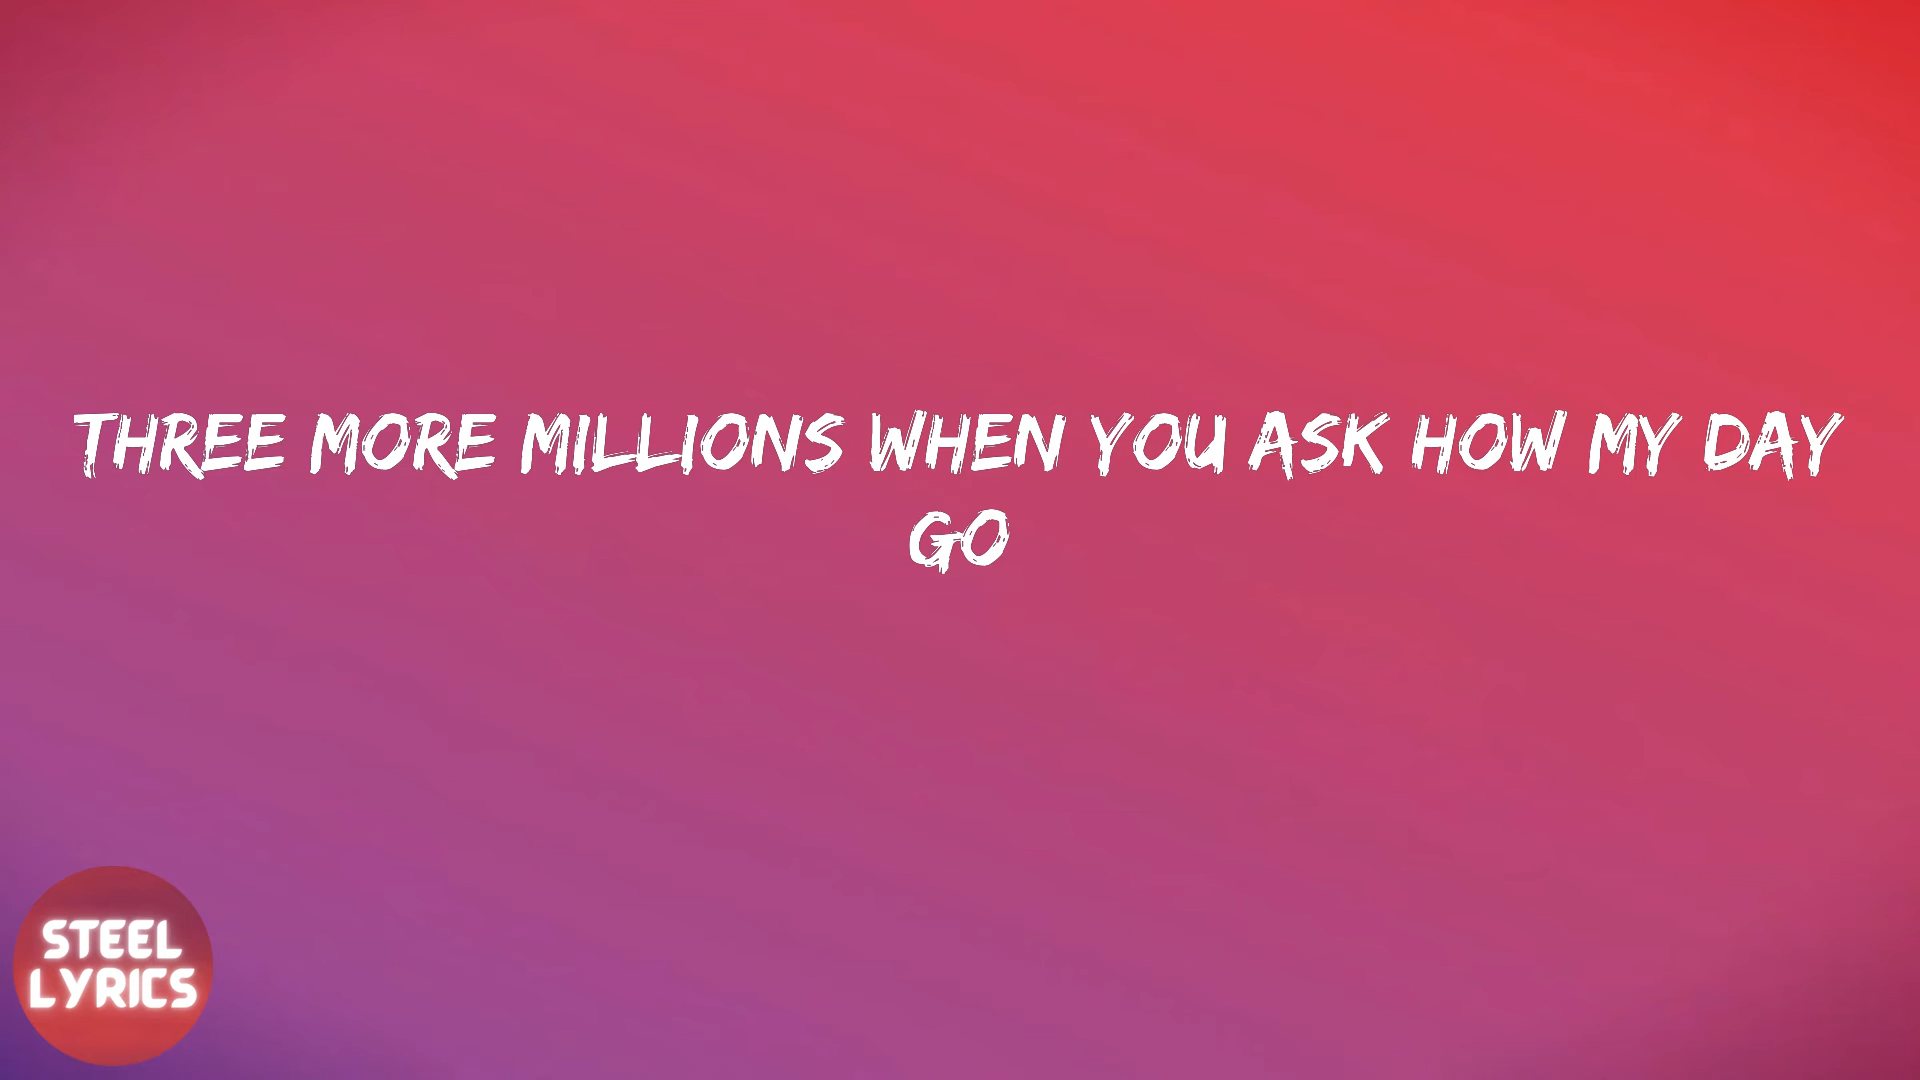 THREE MORE MILLIONS WHEN YOU ASK HOW MY DAY
GO
STEEL
LYRICS